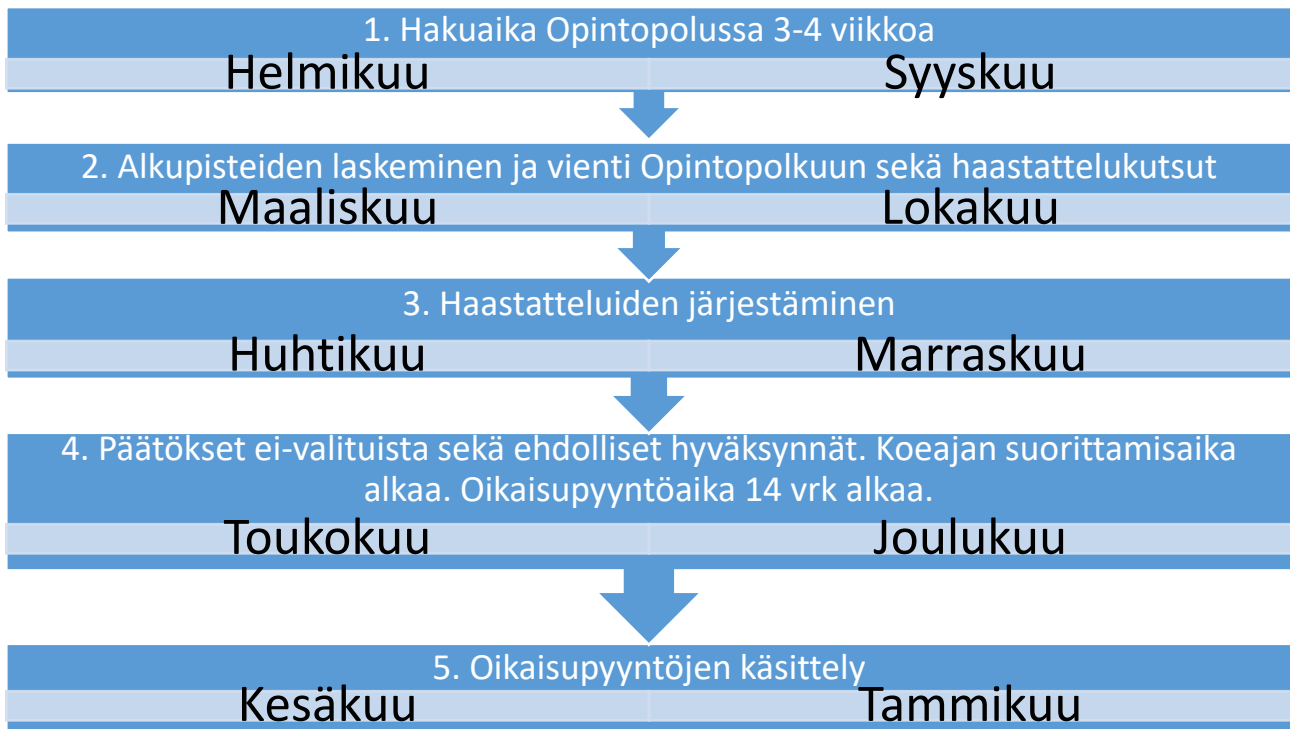 1. Hakuaika Opintopolussa 3-4 viikkoa
Helmikuu Syyskuu
2. Alkupisteiden laskeminen ja vienti Opintopolkuun sekä haastattelukutsut
Maaliskuu Lokakuu
3. Haastatteluiden järjestäminen
Huhtikuu Marraskuu
4. Päätökset ei-valituista sekä ehdolliset hyväksynnät. Koeajan suorittamisaika
alkaa. Oikaisupyyntöaika 14 vrk alkaa.
Toukokuu Joulukuu
5. Oikaisupyyntöjen käsittely
Kesäkuu Tammikuu